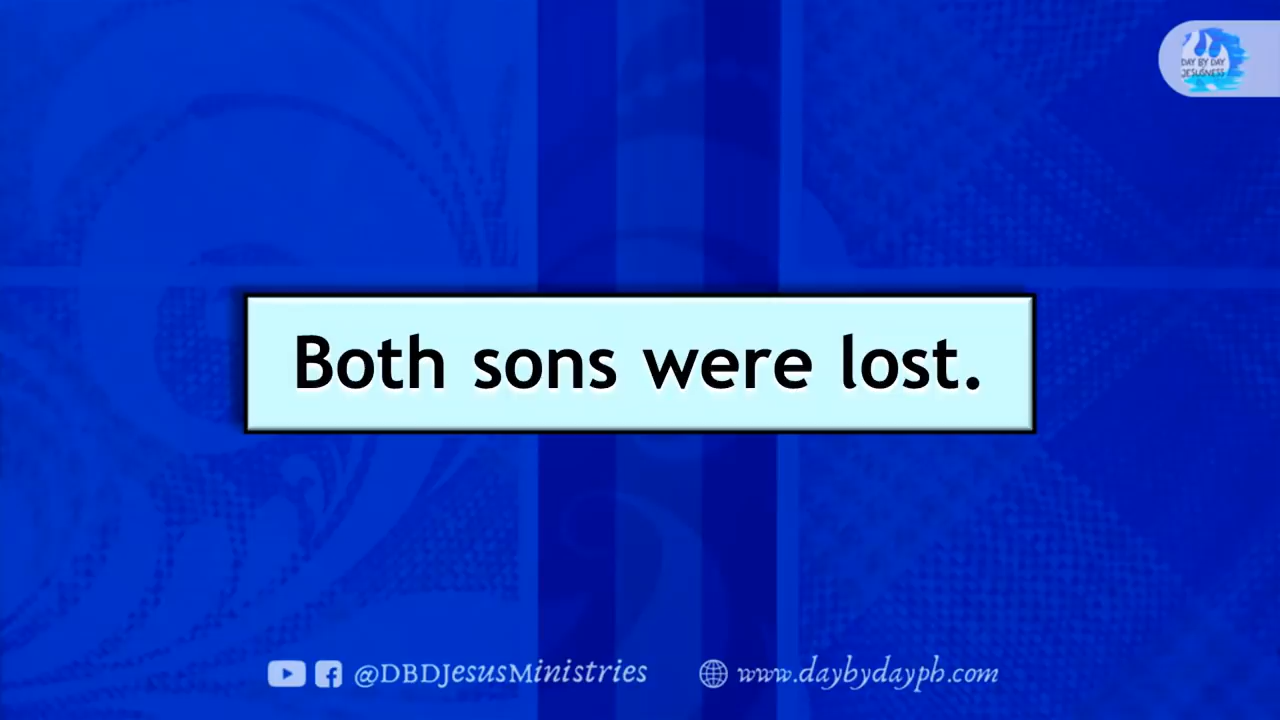 DAY BY DAY
JESUSNESS
Both sons were lost.
@DBDJesusMinistries
www.daybydayph.com